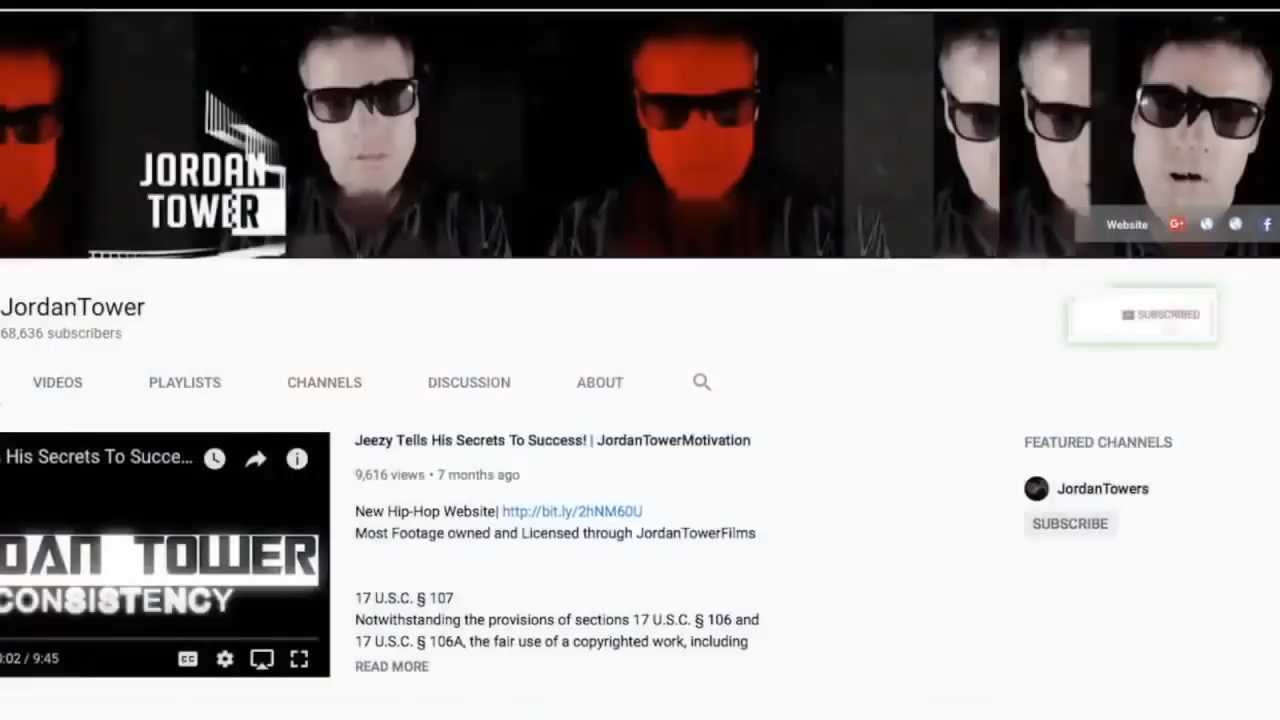 JORDAN
TOWER
Website
JordanTower
68,636 subscribers
SUBSCRIBED
VIDEOS PLAYLISTS CHANNELS DISCUSSION ABOUT
His Secrets To Succe...
DAN TOWER
CONSISTENCY
0:02 / 9:45
CC
Jeezy Tells His Secrets To Success! | JordanTowerMotivation
9,616 views • 7 months ago
New Hip-Hop Website| http://bit.ly/2hNM60U
Most Footage owned and Licensed through JordanTowerFilms
17 U.S.C. § 107
Notwithstanding the provisions of sections 17 U.S.C. § 106 and
17 U.S.C. § 106A, the fair use of a copyrighted work, including
READ MORE
FEATURED CHANNELS
JordanTowers
SUBSCRIBE